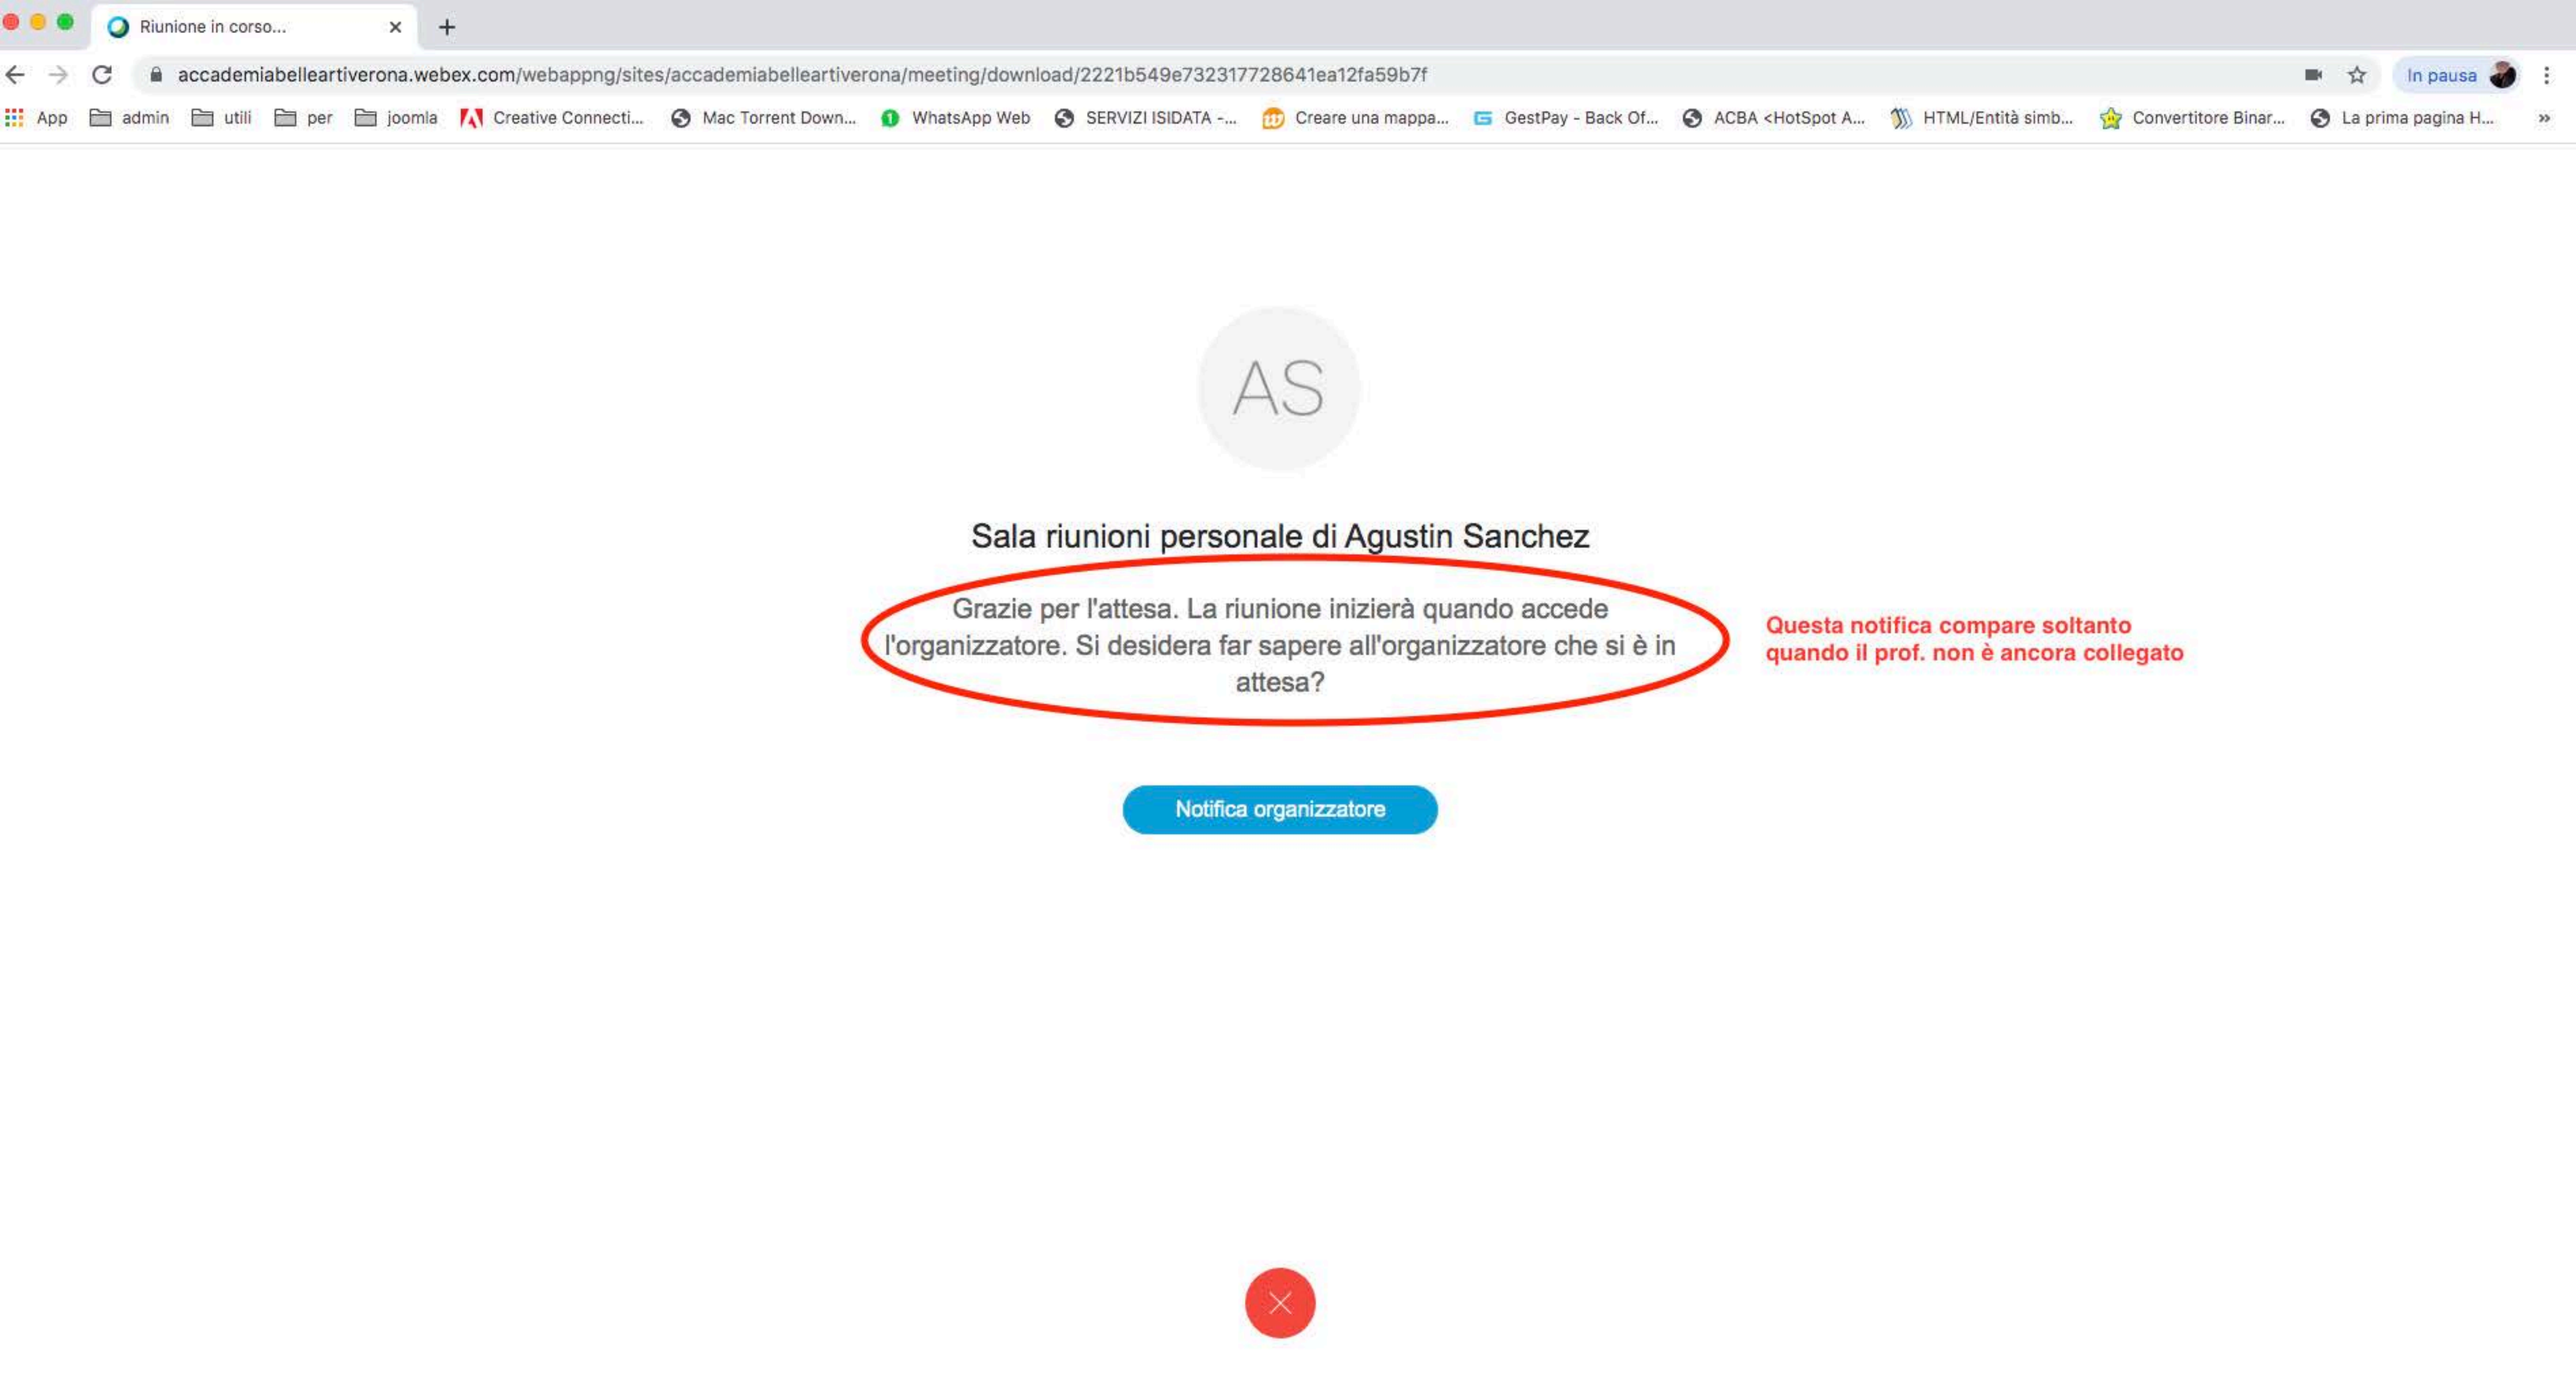 Riunione in corso...
accademiabelleartiverona.webex.com/webappng/sites/accademiabelleartiverona/meeting/download/2221b549e732317728641ea12fa59b7f
In pausa
App admin utili per joomla Creative Connecti... Mac Torrent Down... WhatsApp Web SERVIZI ISIDATA -... Creare una mappa... GestPay - Back Of... ACBA <HotSpot A... HTML/Entità simb... Convertitore Binar... La prima pagina H... »
AS
Sala riunioni personale di Agustin Sanchez
Grazie per l'attesa. La riunione inizierà quando accede
l'organizzatore. Si desidera far sapere all'organizzatore che si è in
attesa?
Questa notifica compare soltanto
quando il prof. non è ancora collegato
Notifica organizzatore